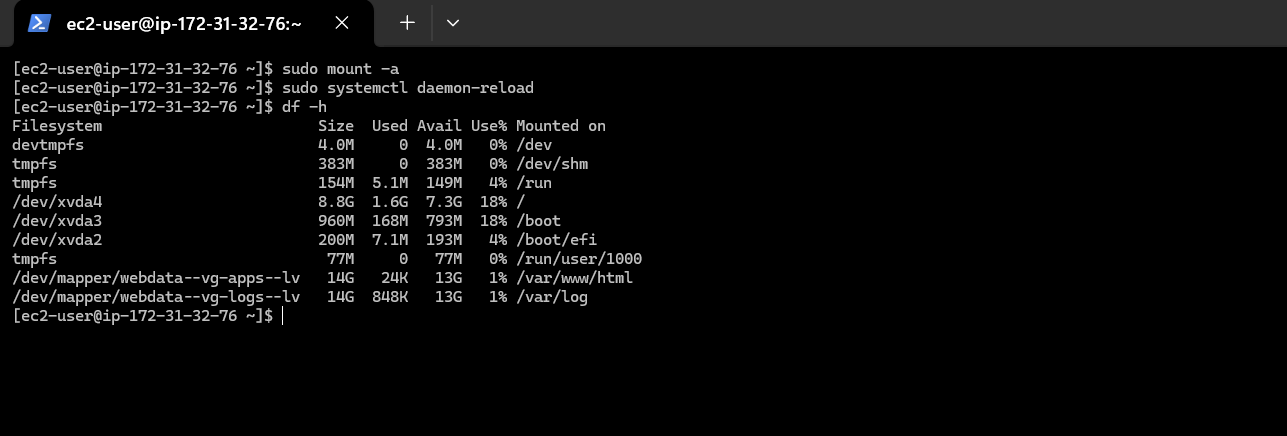 ec2-user@ip-172-31-32-76:~
[ec2-user@ip-172-31-32-76 ~]$ sudo mount -a
[ec2-user@ip-172-31-32-76 ~]$ sudo systemctl daemon-reload
[ec2-user@ip-172-31-32-76 ~]$ df -h
Filesystem                        Size  Used Avail Use% Mounted on
devtmpfs                          4.0M     0  4.0M   0% /dev
tmpfs                             383M     0  383M   0% /dev/shm
tmpfs                             154M  5.1M  149M   4% /run
/dev/xvda4                        8.8G  1.6G  7.3G  18% /
/dev/xvda3                        960M  168M  793M  18% /boot
/dev/xvda2                        200M  7.1M  193M   4% /boot/efi
tmpfs                              77M     0   77M   0% /run/user/1000
/dev/mapper/webdata--vg-apps--lv   14G   24K   13G   1% /var/www/html
/dev/mapper/webdata--vg-logs--lv   14G  848K   13G   1% /var/log
[ec2-user@ip-172-31-32-76 ~]$